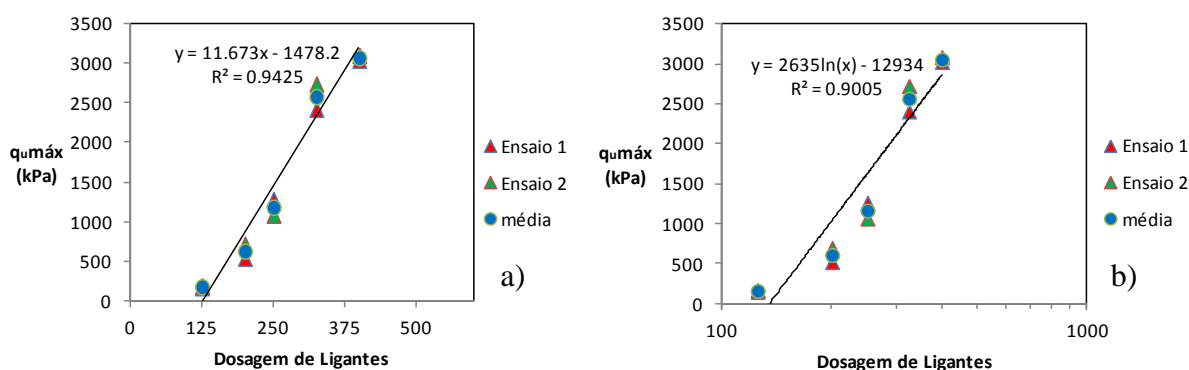 3500
3000
2500
2000
1500
1000
500
0
qumáx
(kPa)
y = 11.673x - 1478.2
R² = 0.9425
0 125 250 375 500
Dosagem de Ligantes
Ensaio 1
Ensaio 2
média
a)
3500
3000
2500
2000
1500
1000
500
0
qumáx
(kPa)
y = 2635ln(x) - 12934
R² = 0.9005
100 1000
Dosagem de Ligantes
Ensaio 1
Ensaio 2
média
b)